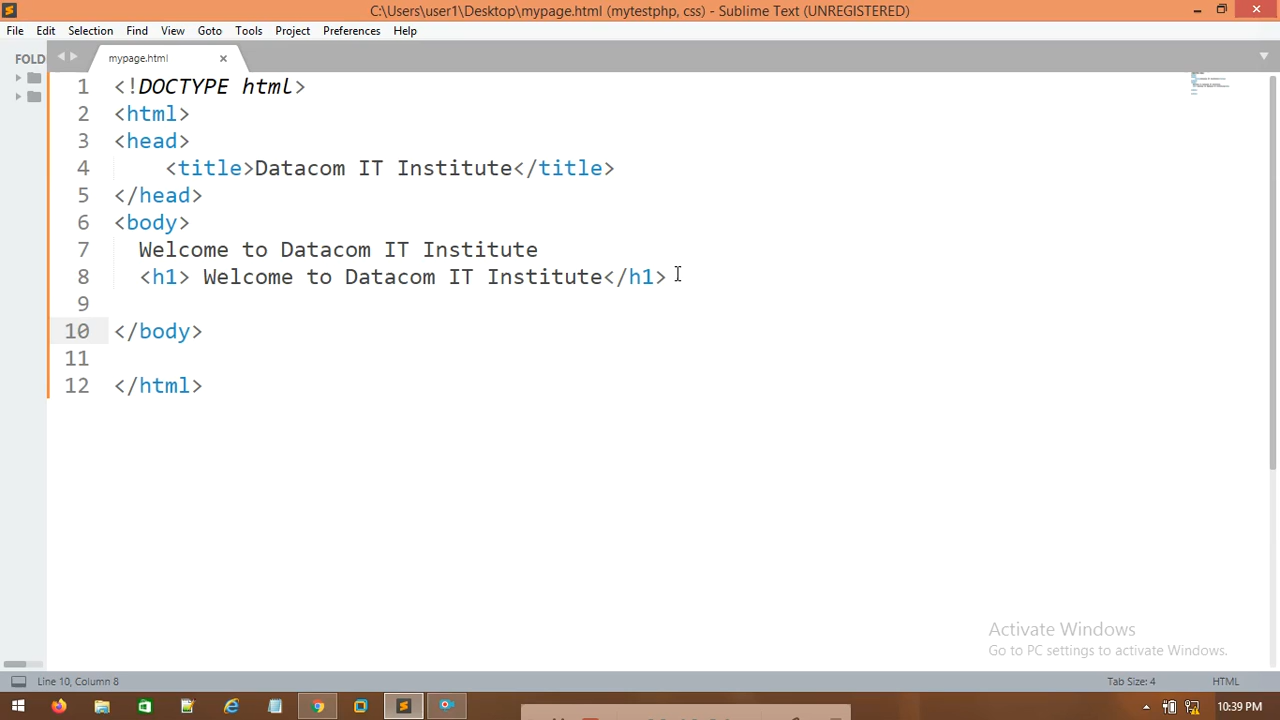 C:\Users\user1\Desktop\mypage.html (mytestphp, css) - Sublime Text (UNREGISTERED)
File Edit Selection Find View Goto Tools Project Preferences Help
FOLD
mypage.html
1 <!DOCTYPE html>
2 <html>
3 <head>
4 <title>Datacom IT Institute</title>
5 </head>
6 <body>
7 Welcome to Datacom IT Institute
8 <h1> Welcome to Datacom IT Institute</h1>
9
10 </body>
11
12 </html>
Activate Windows
Go to PC settings to activate Windows.
Line 10, Column 8 Tab Size: 4 HTML
10:39 PM